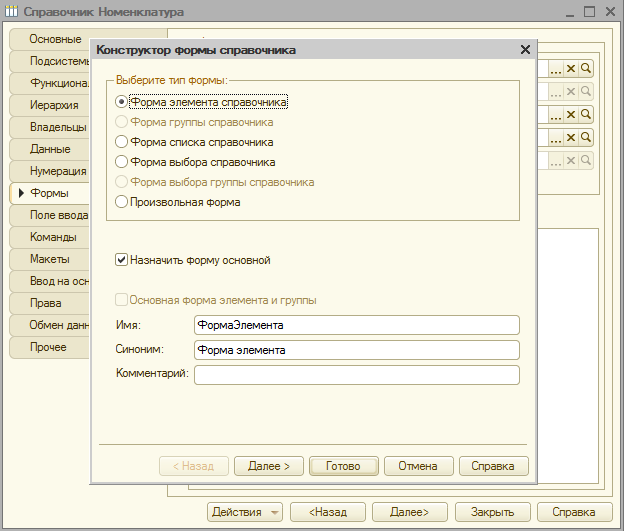 Справочник Номенклатура
Основные
Подсистемы
Функционал
Иерархия
Владельцы
Данные
Нумерация
Формы
Поле ввода
Команды
Макеты
Ввод на осн
Права
Обмен данн
Прочее
Конструктор формы справочника
Выберите тип формы:
Форма элемента справочника
Форма группы справочника
Форма списка справочника
Форма выбора справочника
Форма выбора группы справочника
Произвольная форма
Назначить форму основной
Основная форма элемента и группы
Имя: ФормаЭлемента
Синоним: Форма элемента
Комментарий:
< Назад Далее > Готово Отмена Справка
Действия <Назад Далее> Закрыть Справка